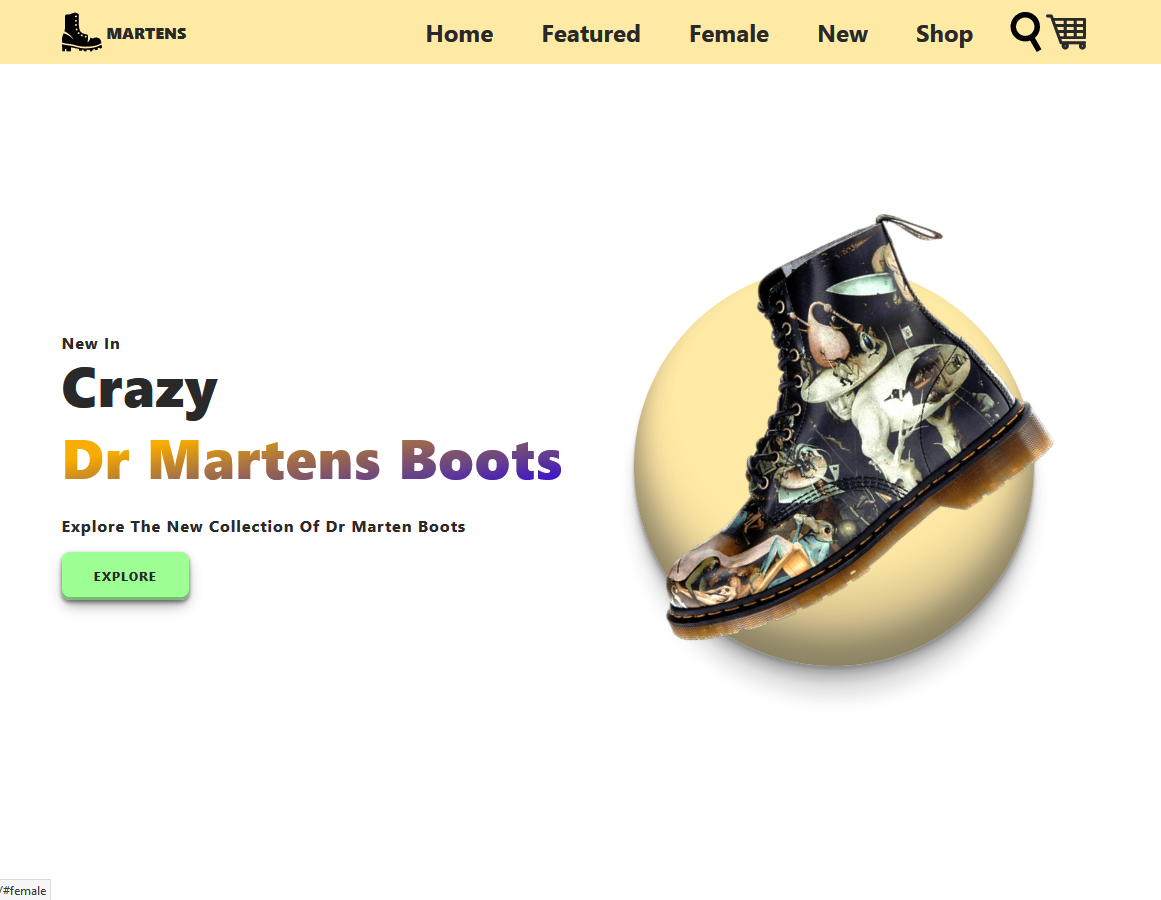 MARTENS
Home Featured Female New Shop
New In
Crazy
Dr Martens Boots
Explore The New Collection Of Dr Marten Boots
EXPLORE
/#female